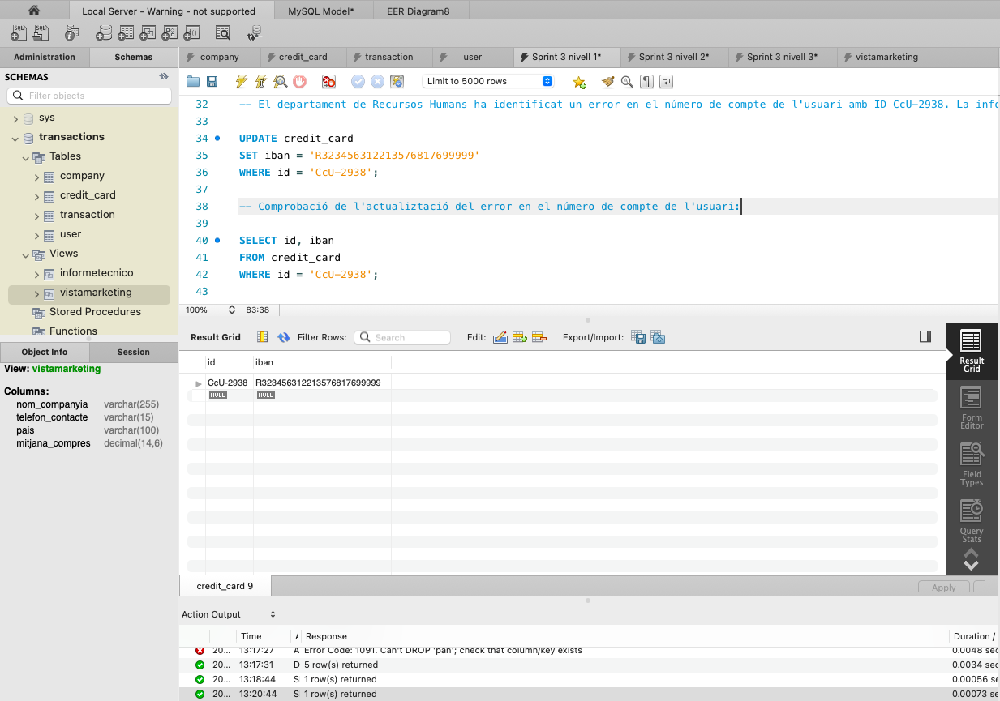 Local Server - Warning - not supported
MySQL Model*
EER Diagram8
Administration
Schemas
company
credit_card
transaction
user
Sprint 3 nivell 1*
Sprint 3 nivell 2*
Sprint 3 nivell 3*
vistamarketing
SCHEMAS
Filter objects
sys
transactions
Tables
company
credit_card
transaction
user
Views
informetecnico
vistamarketing
Stored Procedures
Functions
Object Info
Session
View: vistamarketing
Columns:
nom_companyia varchar(255)
telefon_contacte varchar(15)
pais varchar(100)
mitjana_compres decimal(14,6)
Limit to 5000 rows
32 -- El departament de Recursos Humans ha identificat un error en el número de compte de l'usuari amb ID CcU-2938. La info
33
34 UPDATE credit_card
35 SET iban = 'R323456312213576817699999'
36 WHERE id = 'CcU-2938';
37
38 -- Comprobació de l'actualiztació del error en el número de compte de l'usuari:
39
40 SELECT id, iban
41 FROM credit_card
42 WHERE id = 'CcU-2938';
43
100% 83:38
Result Grid
Filter Rows:
Search
Edit:
Export/Import:
id iban
CcU-2938 R323456312213576817699999
NULL NULL
Result
Grid
Form
Editor
Field
Types
Query
Stats
credit_card 9
Apply
Action Output
Time A Response Duration /
20... 13:17:27 A Error Code: 1091. Can't DROP 'pan'; check that column/key exists 0.0048 sec
20... 13:17:31 D 5 row(s) returned 0.0034 sec
20... 13:18:44 S 1 row(s) returned 0.00056 se
20... 13:20:44 S 1 row(s) returned 0.00073 se